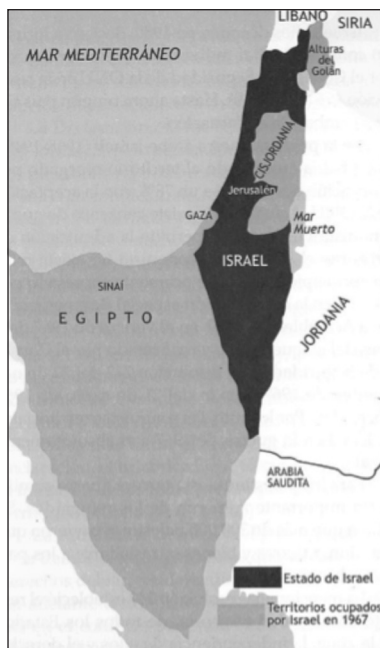 LÍBANO
SIRIA
MAR MEDITERRÁNEO
Alturas
del
Golán
CISJORDANIA
Jerusalén
GAZA
Mar
Muerto
ISRAEL
SINAÍ
EGIPTO
JORDANIA
ARABIA
SAUDITA
Estado de Israel
Territorios ocupados
por Israel en 1967